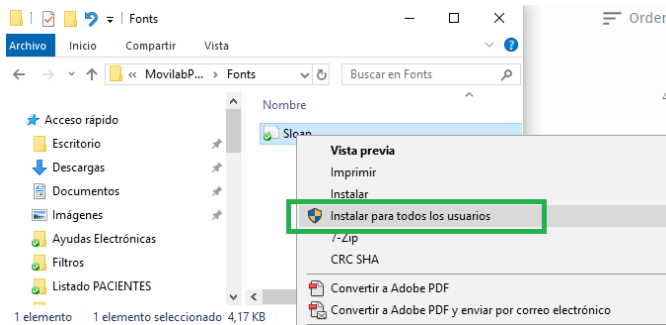 Fonts
Archivo Inicio Compartir Vista
« MovilabP... Fonts Buscar en Fonts
Nombre
Acceso rápido
Escritorio
Descargas
Documentos
Imágenes
Ayudas Electrónicas
Filtros
Listado PACIENTES
Sloan
Vista previa
Imprimir
Instalar
Instalar para todos los usuarios
7-Zip
CRC SHA
Convertir a Adobe PDF
Convertir a Adobe PDF y enviar por correo electrónico
1 elemento 1 elemento seleccionado 4,17 KB
Order